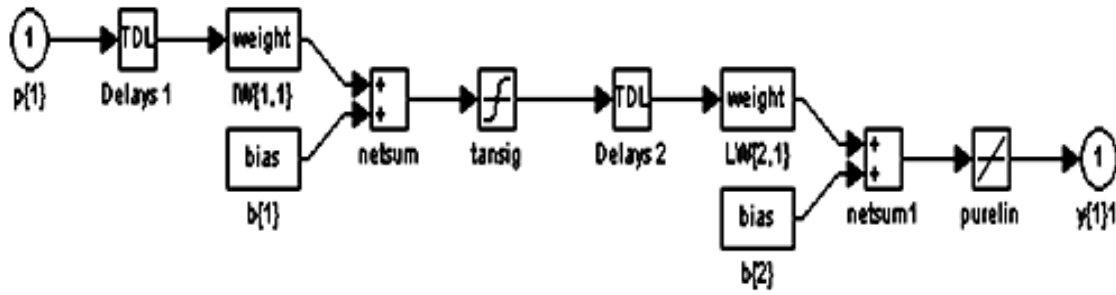 1
p{1}
TDL
Delays 1
weight
IW{1,1}
bias
b{1}
+
+
netsum
tansig
TDL
Delays 2
weight
LW{2,1}
bias
b{2}
+
+
netsum1
purelin
1
y{1}1